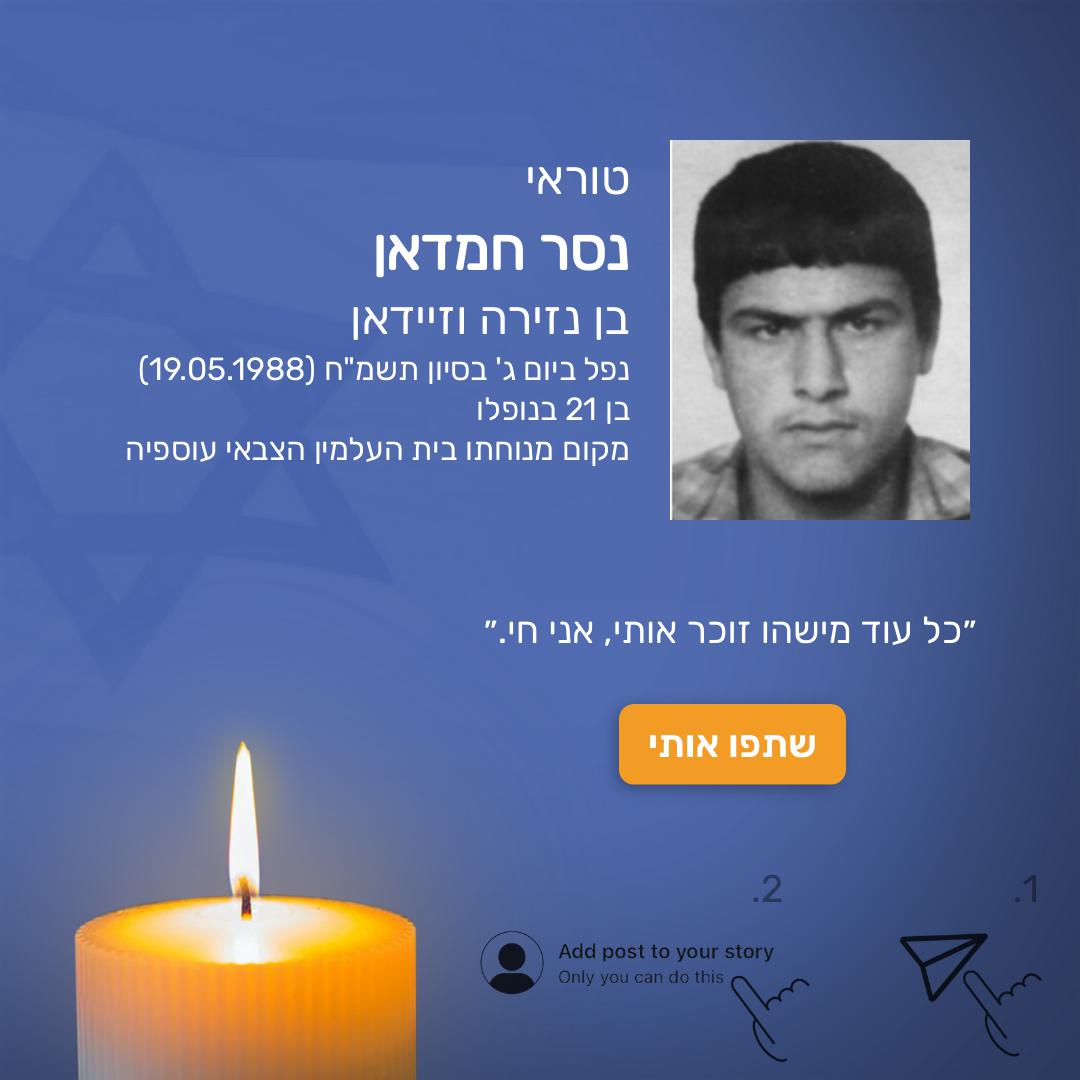 טוראי
נסר חמדאן
בן נזירה וזיידאן
נפל ביום ג' בסיון תשמ"ח (19.05.1988)
בן 21 בנופלו
מקום מנוחתו בית העלמין הצבאי עוספיה
״כל עוד מישהו זוכר אותי, אני חי.״
שתפו אותי
1.
2.
Add post to your story
Only you can do this